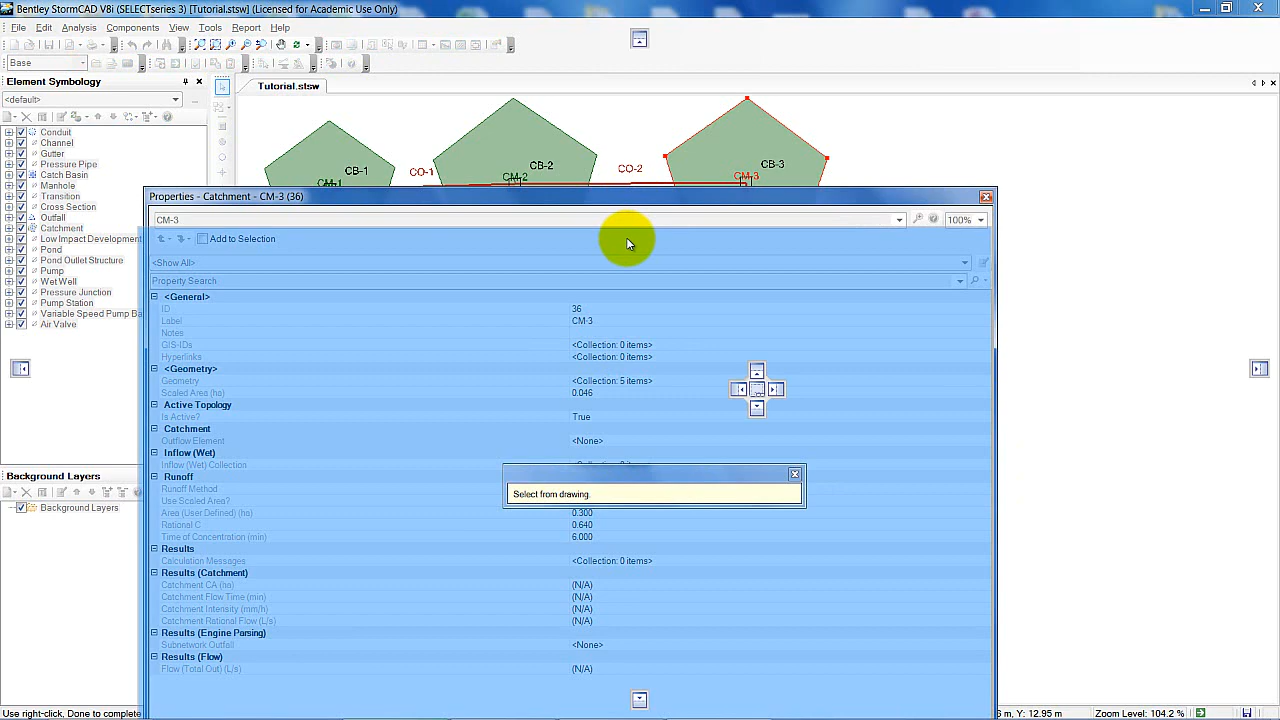 Bentley StormCAD V8i (SELECTseries 3) [Tutorial.stsw] (Licensed for Academic Use Only)
File Edit Analysis Components View Tools Report Help
Base
Element Symbology
<default>
Conduit
Channel
Gutter
Pressure Pipe
Catch Basin
Manhole
Transition
Cross Section
Outfall
Catchment
Low Impact Development
Pond
Pond Outlet Structure
Pump
Wet Well
Pressure Junction
Pump Station
Variable Speed Pump Ba
Air Valve
Background Layers
Background Layers
Tutorial.stsw
CB-1
CM-1
CO-1
CB-2
CM-2
CO-2
CB-3
CM-3
Properties - Catchment - CM-3 (36)
CM-3
100%
Add to Selection
<Show All>
Property Search
<General>
ID 36
Label CM-3
Notes
GIS-IDs <Collection: 0 items>
Hyperlinks <Collection: 0 items>
<Geometry>
Geometry <Collection: 5 items>
Scaled Area (ha) 0.046
Active Topology
Is Active? True
Catchment
Outflow Element <None>
Inflow (Wet)
Inflow (Wet) Collection
Runoff
Runoff Method
Use Scaled Area?
Select from drawing.
Area (User Defined) (ha) 0.300
Rational C 0.640
Time of Concentration (min) 6.000
Results
Calculation Messages <Collection: 0 items>
Results (Catchment)
Catchment CA (ha) (N/A)
Catchment Flow Time (min) (N/A)
Catchment Intensity (mm/h) (N/A)
Catchment Rational Flow (L/s) (N/A)
Results (Engine Parsing)
Subnetwork Outfall <None>
Results (Flow)
Flow (Total Out) (L/s) (N/A)
Use right-click, Done to complete
m, Y: 12.95 m Zoom Level: 104.2 %